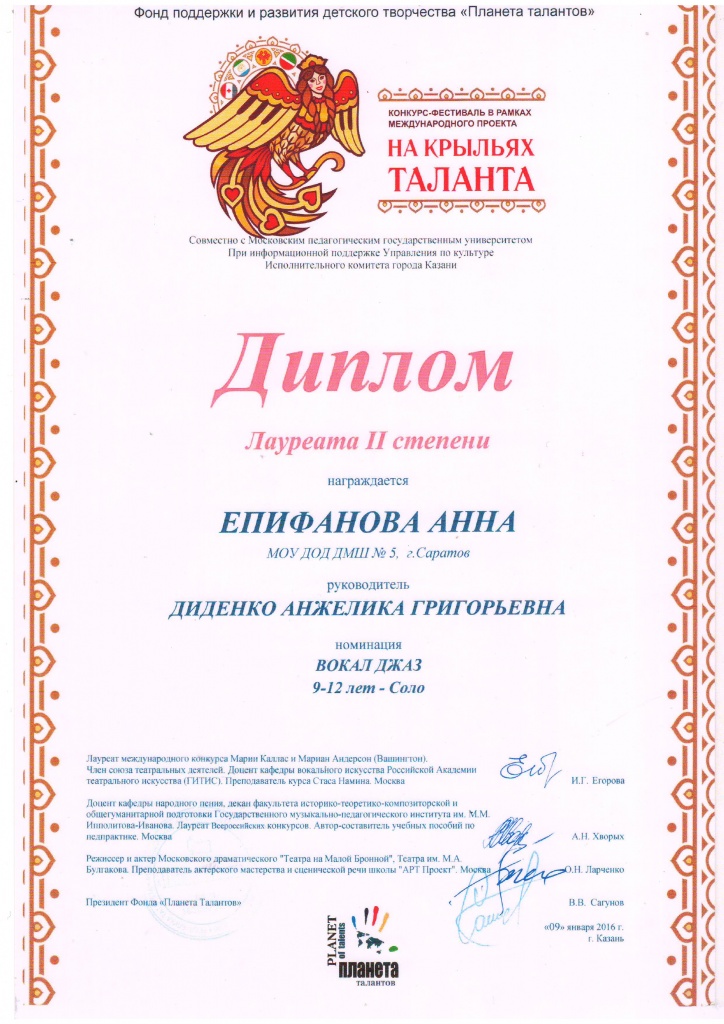 Фонд поддержки и развития детского творчества «Планета талантов»
КОНКУРС-ФЕСТИВАЛЬ В РАМКАХ
МЕЖДУНАРОДНОГО ПРОЕКТА
НА КРЫЛЬЯХ
ТАЛАНТА
Совместно с Московским педагогическим государственным университетом
При информационной поддержке Управления по культуре
Исполнительного комитета города Казани
Диплом
Лауреата II степени
награждается
ЕПИФАНОВА АННА
МОУ ДОД ДМШ № 5, г.Саратов
руководитель
ДИДЕНКО АНЖЕЛИКА ГРИГОРЬЕВНА
номинация
ВОКАЛ ДЖАЗ
9-12 лет - Соло
Лауреат международного конкурса Марии Каллас и Мариан Андерсон (Вашингтон).
Член союза театральных деятелей. Доцент кафедры вокального искусства Российской Академии
театрального искусства (ГИТИС). Преподаватель курса Стаса Намина. Москва
И.Г. Егорова
Доцент кафедры народного пения, декан факультета историко-теоретико-композиторской и
общегуманитарной подготовки Государственного музыкально-педагогического института им. М.М.
Ипполитова-Иванова. Лауреат Всероссийских конкурсов. Автор-составитель учебных пособий по
педпрактике. Москва
А.Н. Хворых
Режиссер и актер Московского драматического "Театра на Малой Бронной", Театра им. М.А.
Булгакова. Преподаватель актерского мастерства и сценической речи школы "АРТ Проект". Москва
О.Н. Ларченко
Президент Фонда «Планета Талантов»
В.В. Сагунов
«09» января 2016 г.
г. Казань
PLANET
of talents
планета
талантов